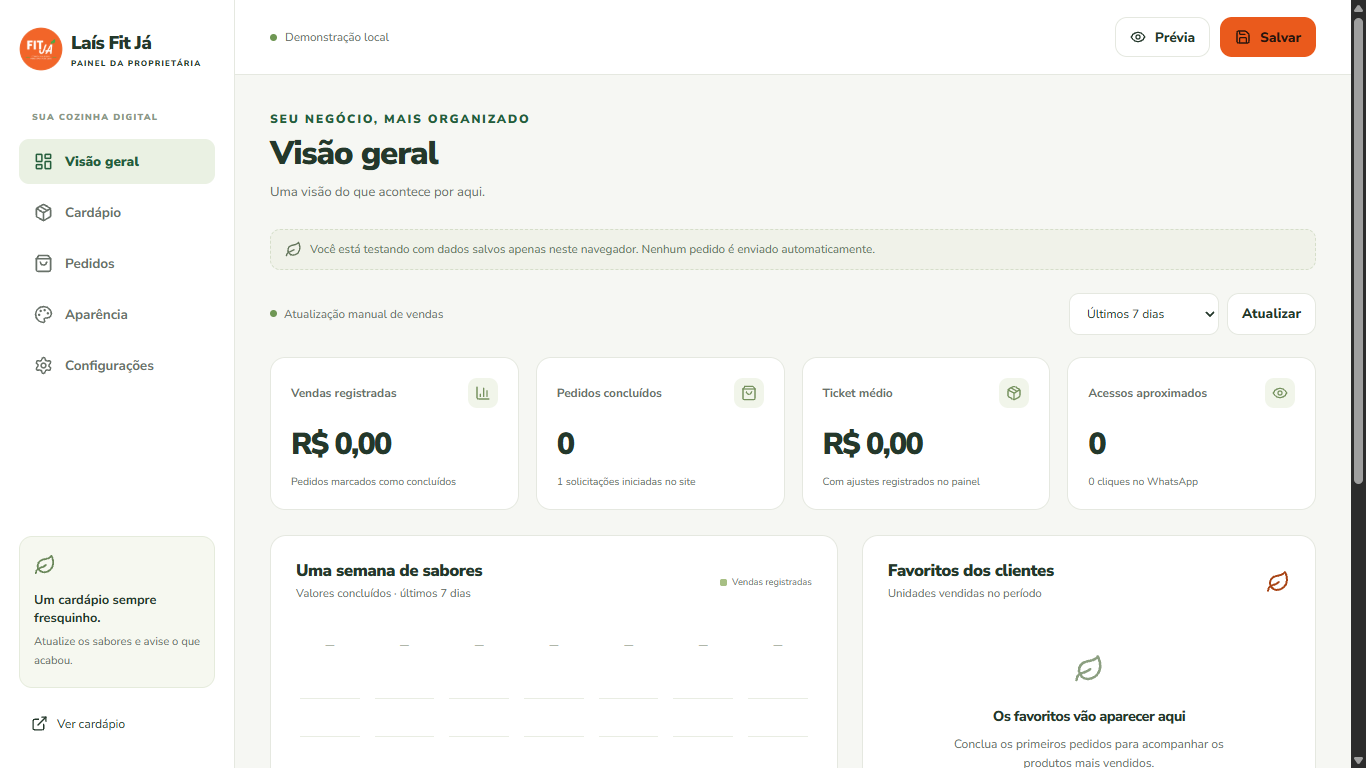 FIT
JÁ
Laís Fit Já
PAINEL DA PROPRIETÁRIA
SUA COZINHA DIGITAL
Visão geral
Cardápio
Pedidos
Aparência
Configurações
Um cardápio sempre
fresquinho.
Atualize os sabores e avise o que
acabou.
Ver cardápio
Demonstração local
Prévia
Salvar
SEU NEGÓCIO, MAIS ORGANIZADO
Visão geral
Uma visão do que acontece por aqui.
Você está testando com dados salvos apenas neste navegador. Nenhum pedido é enviado automaticamente.
Atualização manual de vendas
Últimos 7 dias
Atualizar
Vendas registradas
R$ 0,00
Pedidos marcados como concluídos
Pedidos concluídos
0
1 solicitações iniciadas no site
Ticket médio
R$ 0,00
Com ajustes registrados no painel
Acessos aproximados
0
0 cliques no WhatsApp
Uma semana de sabores
Valores concluídos · últimos 7 dias
Vendas registradas
— — — — — — —
Favoritos dos clientes
Unidades vendidas no período
Os favoritos vão aparecer aqui
Conclua os primeiros pedidos para acompanhar os
produtos mais vendidos.